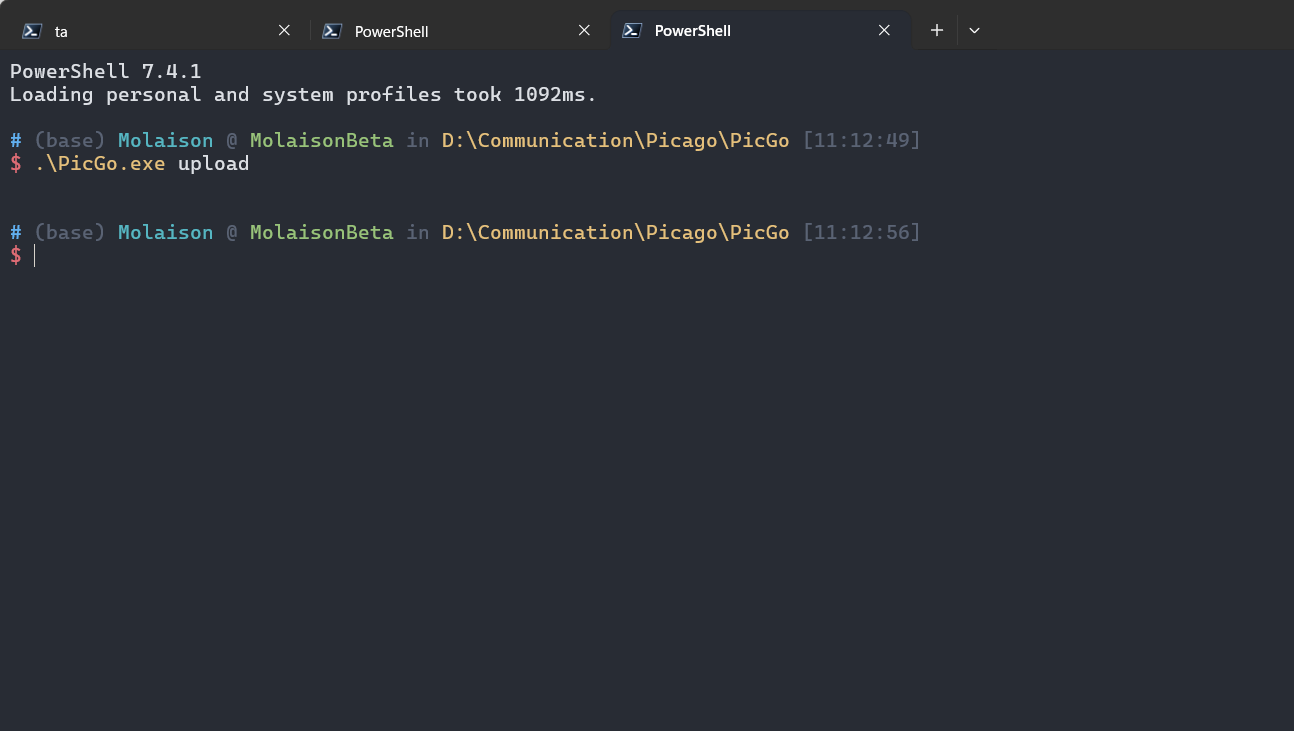 ta PowerShell PowerShell
PowerShell 7.4.1
Loading personal and system profiles took 1092ms.
# (base) Molaison @ MolaisonBeta in D:\Communication\Picago\PicGo [11:12:49]
$ .\PicGo.exe upload
# (base) Molaison @ MolaisonBeta in D:\Communication\Picago\PicGo [11:12:56]
$